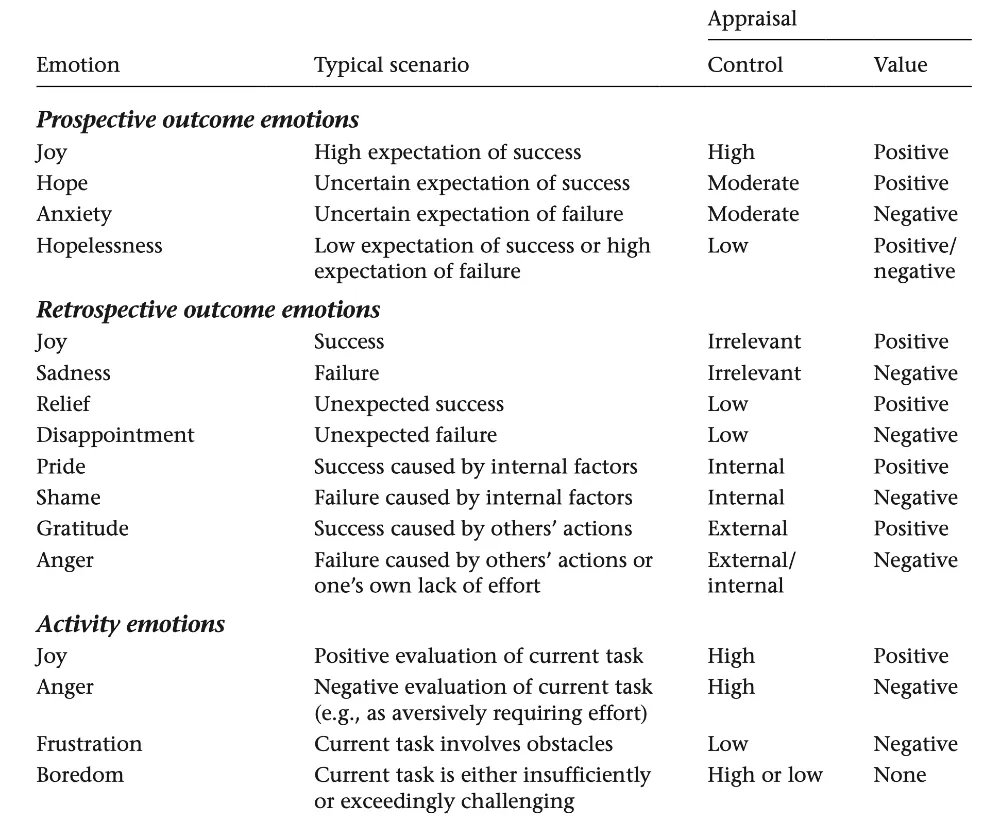 Appraisal
Emotion Typical scenario Control Value
Prospective outcome emotions
Joy High expectation of success High Positive
Hope Uncertain expectation of success Moderate Positive
Anxiety Uncertain expectation of failure Moderate Negative
Hopelessness Low expectation of success or high Low Positive/
expectation of failure negative
Retrospective outcome emotions
Joy Success Irrelevant Positive
Sadness Failure Irrelevant Negative
Relief Unexpected success Low Positive
Disappointment Unexpected failure Low Negative
Pride Success caused by internal factors Internal Positive
Shame Failure caused by internal factors Internal Negative
Gratitude Success caused by others’ actions External Positive
Anger Failure caused by others’ actions or External/ Negative
one’s own lack of effort internal
Activity emotions
Joy Positive evaluation of current task High Positive
Anger Negative evaluation of current task High Negative
(e.g., as aversively requiring effort)
Frustration Current task involves obstacles Low Negative
Boredom Current task is either insufficiently High or low None
or exceedingly challenging